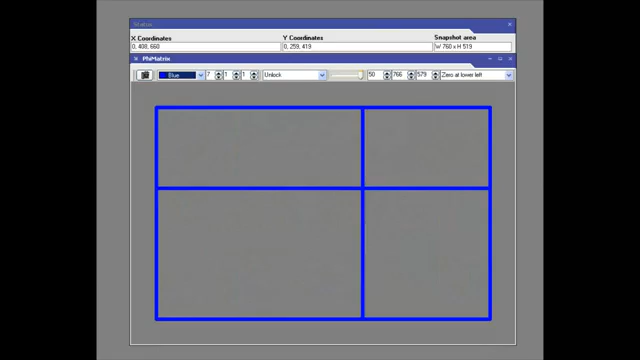 Status
X Coordinates Y Coordinates Snapshot area
0, 408, 660 0, 259, 419 W 760 x H 519
PhiMatrix
Blue 7 1 1 Unlock 50 766 579 Zero at lower left